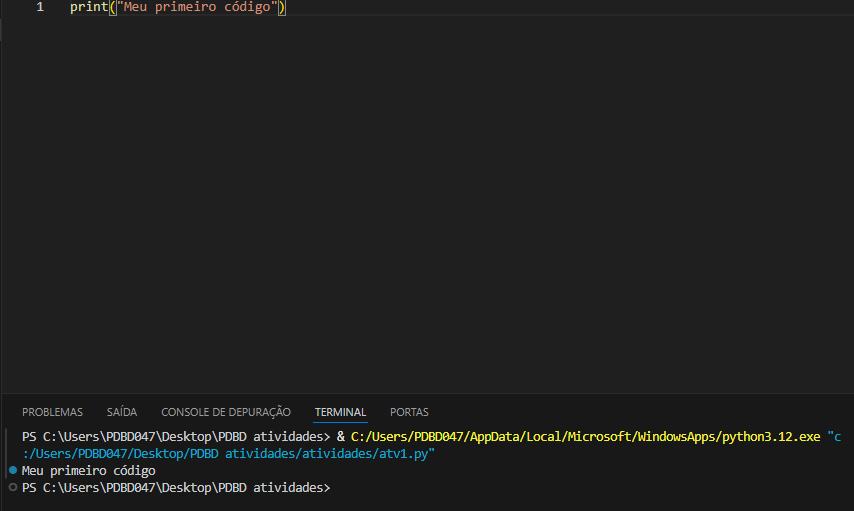 1 print("Meu primeiro código")
PROBLEMAS SAÍDA CONSOLE DE DEPURAÇÃO TERMINAL PORTAS
PS C:\Users\PDBD047\Desktop\PDBD atividades> & C:/Users/PDBD047/AppData/Local/Microsoft/WindowsApps/python3.12.exe "c
:/Users/PDBD047/Desktop/PDBD atividades/atividades/atv1.py"
Meu primeiro código
PS C:\Users\PDBD047\Desktop\PDBD atividades>